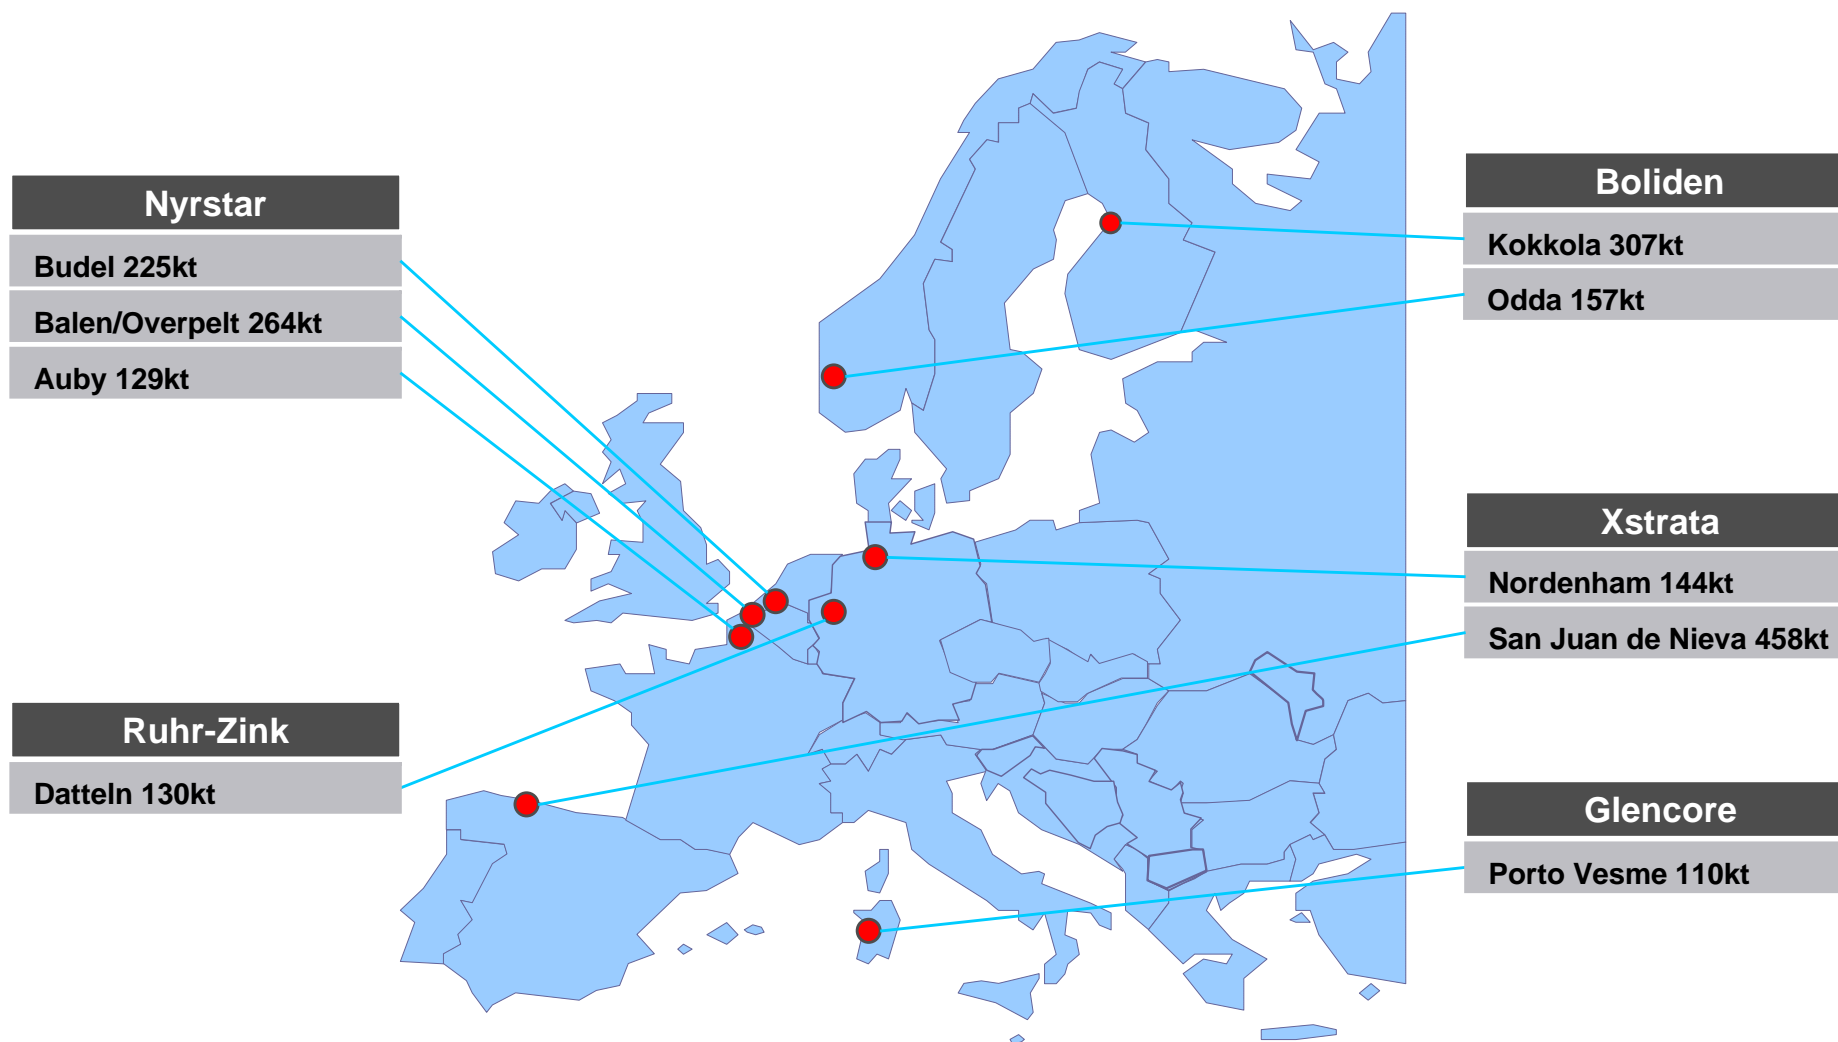 Nyrstar
Budel 225kt
Balen/Overpelt 264kt
Auby 129kt
Ruhr-Zink
Datteln 130kt
Boliden
Kokkola 307kt
Odda 157kt
Xstrata
Nordenham 144kt
San Juan de Nieva 458kt
Glencore
Porto Vesme 110kt